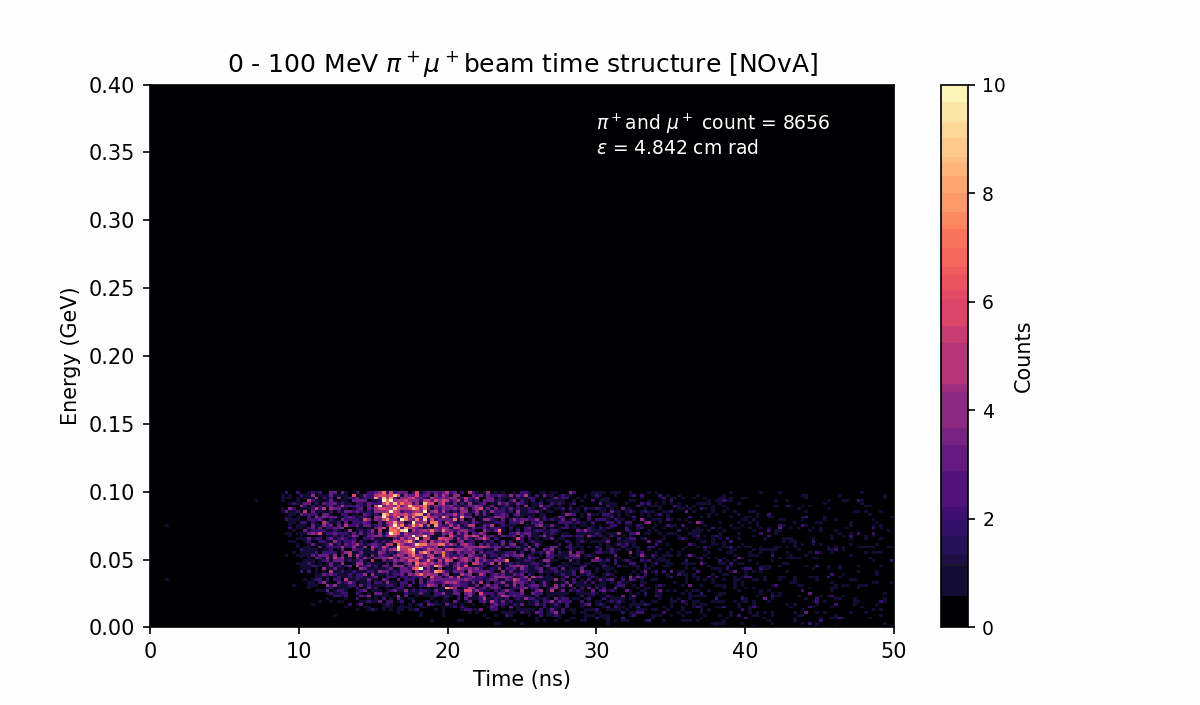 0 - 100 MeV π⁺μ⁺ beam time structure [NOvA]
π⁺ and μ⁺ count = 8656
ε = 4.842 cm rad
Energy (GeV)
0.40
0.35
0.30
0.25
0.20
0.15
0.10
0.05
0.00
0 10 20 30 40 50
Time (ns)
10
8
6
4
2
0
Counts